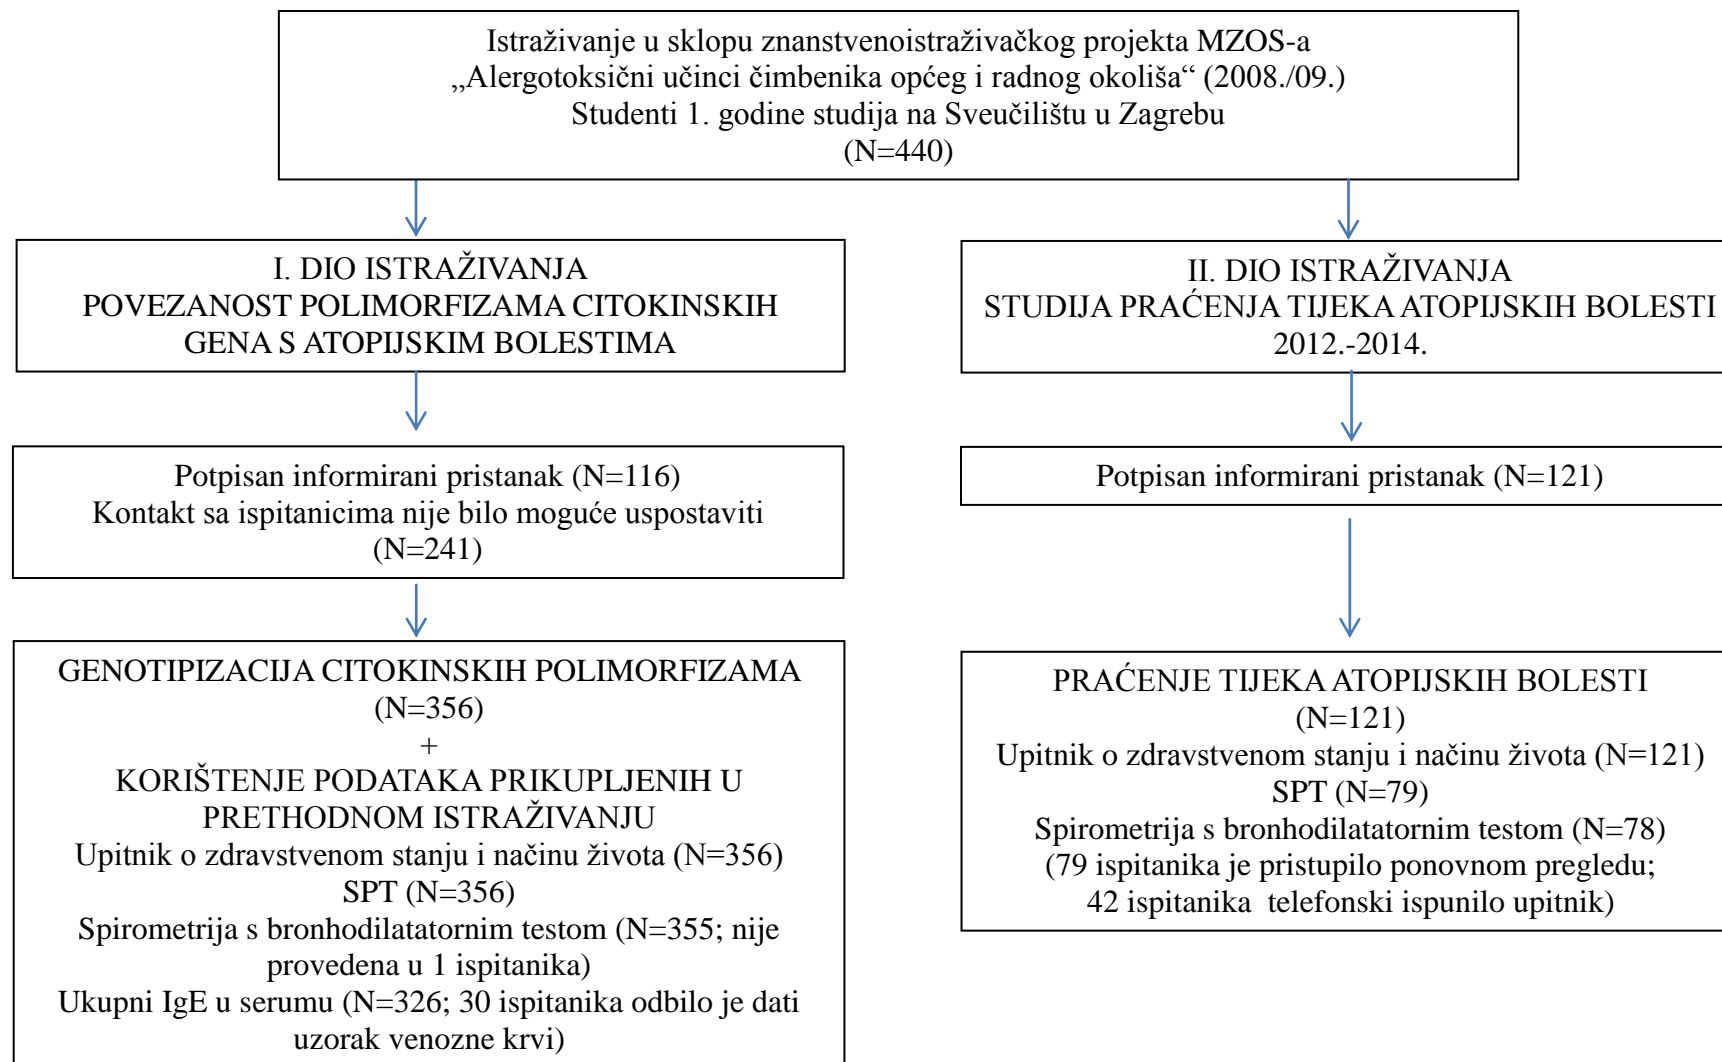 Istraživanje u sklopu znanstvenoistraživačkog projekta MZOS-a
„Alergotoksični učinci čimbenika općeg i radnog okoliša“ (2008./09.)
Studenti 1. godine studija na Sveučilištu u Zagrebu
(N=440)
I. DIO ISTRAŽIVANJA
POVEZANOST POLIMORFIZAMA CITOKINSKIH
GENA S ATOPIJSKIM BOLESTIMA
Potpisan informirani pristanak (N=116)
Kontakt sa ispitanicima nije bilo moguće uspostaviti
(N=241)
GENOTIPIZACIJA CITOKINSKIH POLIMORFIZAMA
(N=356)
+
KORIŠTENJE PODATAKA PRIKUPLJENIH U
PRETHODNOM ISTRAŽIVANJU
Upitnik o zdravstvenom stanju i načinu života (N=356)
SPT (N=356)
Spirometrija s bronhodilatatornim testom (N=355; nije
provedena u 1 ispitanika)
Ukupni IgE u serumu (N=326; 30 ispitanika odbilo je dati
uzorak venozne krvi)
II. DIO ISTRAŽIVANJA
STUDIJA PRAĆENJA TIJEKA ATOPIJSKIH BOLESTI
2012.-2014.
Potpisan informirani pristanak (N=121)
PRAĆENJE TIJEKA ATOPIJSKIH BOLESTI
(N=121)
Upitnik o zdravstvenom stanju i načinu života (N=121)
SPT (N=79)
Spirometrija s bronhodilatatornim testom (N=78)
(79 ispitanika je pristupilo ponovnom pregledu;
42 ispitanika telefonski ispunilo upitnik)